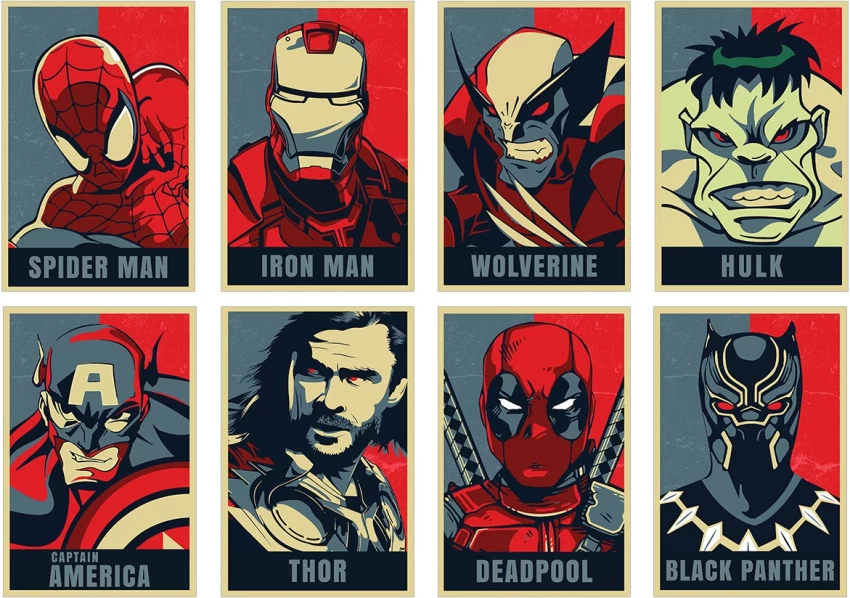 SPIDER MAN
IRON MAN
WOLVERINE
HULK
A
CAPTAIN
AMERICA
THOR
DEADPOOL
BLACK PANTHER